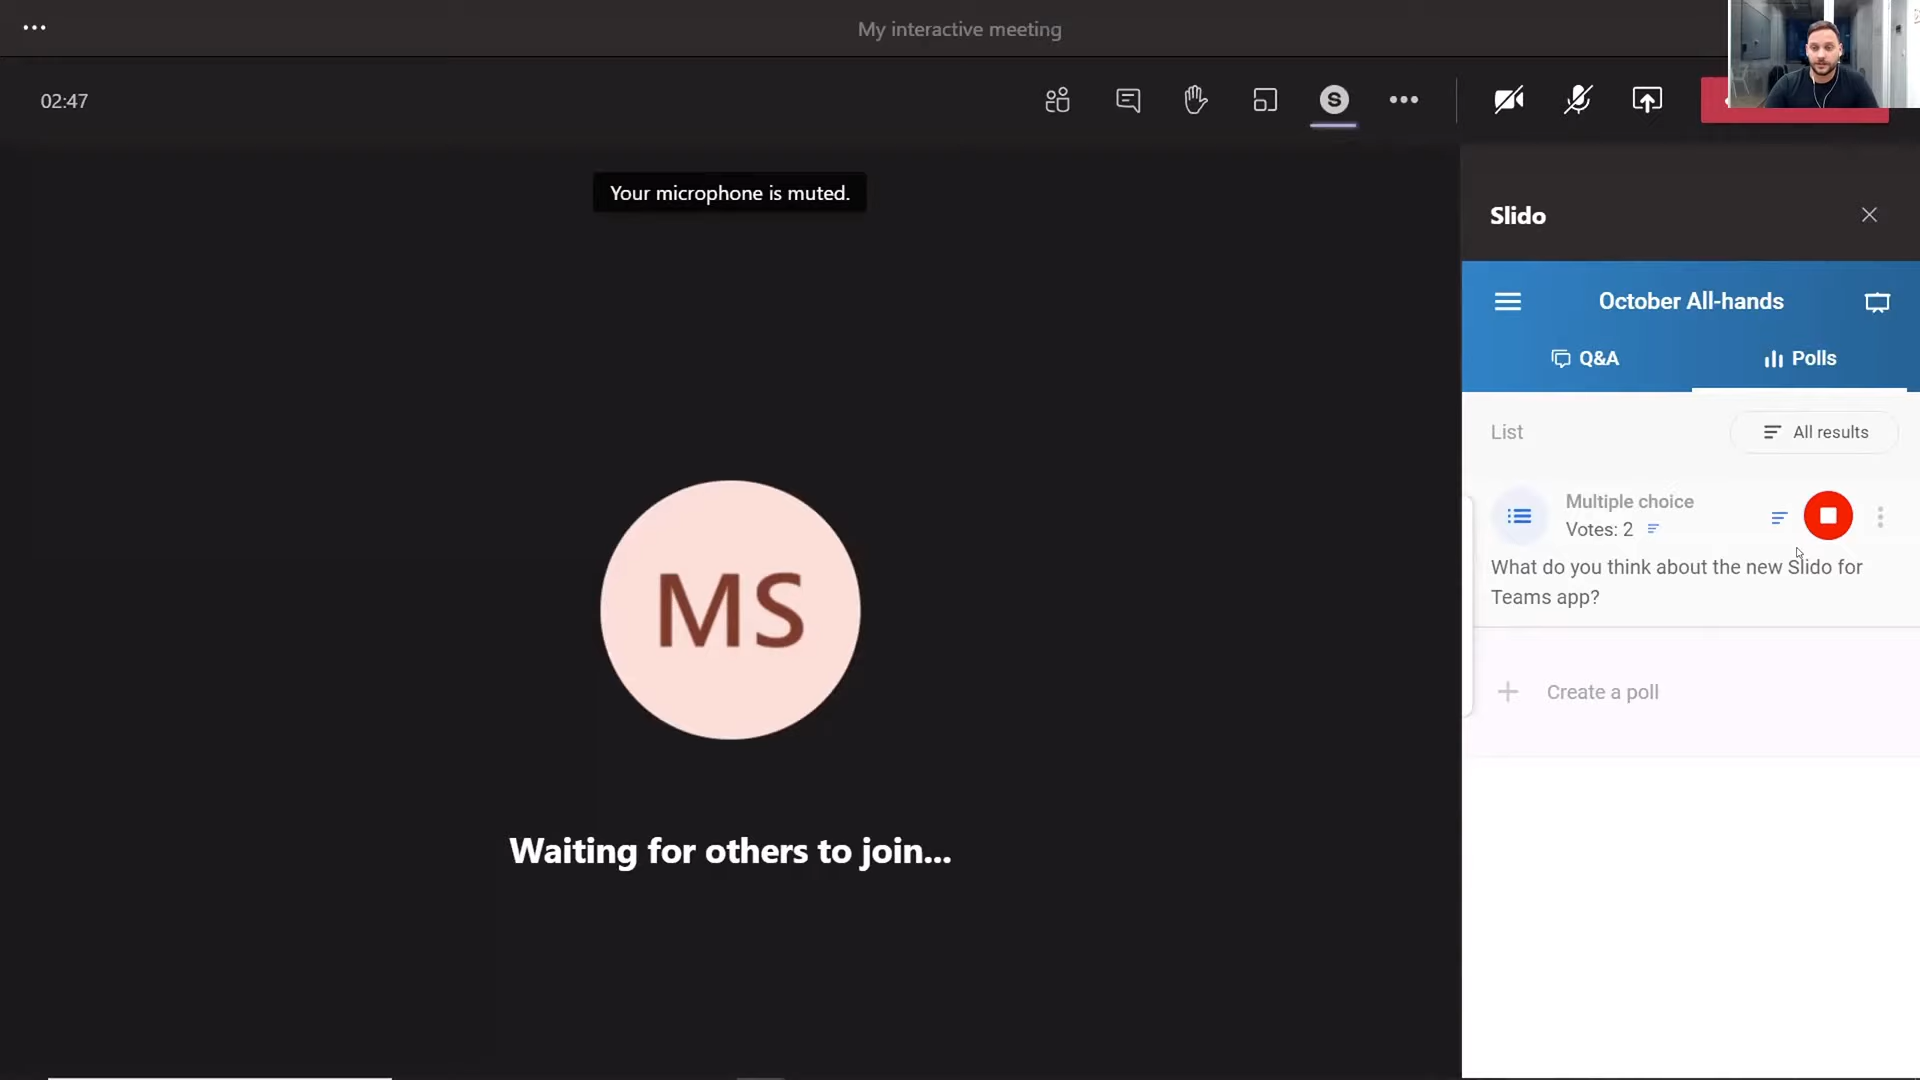 My interactive meeting
02:47
S
Your microphone is muted.
Slido
October All-hands
Q&A
Polls
List
All results
Multiple choice
Votes: 2
What do you think about the new Slido for
Teams app?
Create a poll
MS
Waiting for others to join...